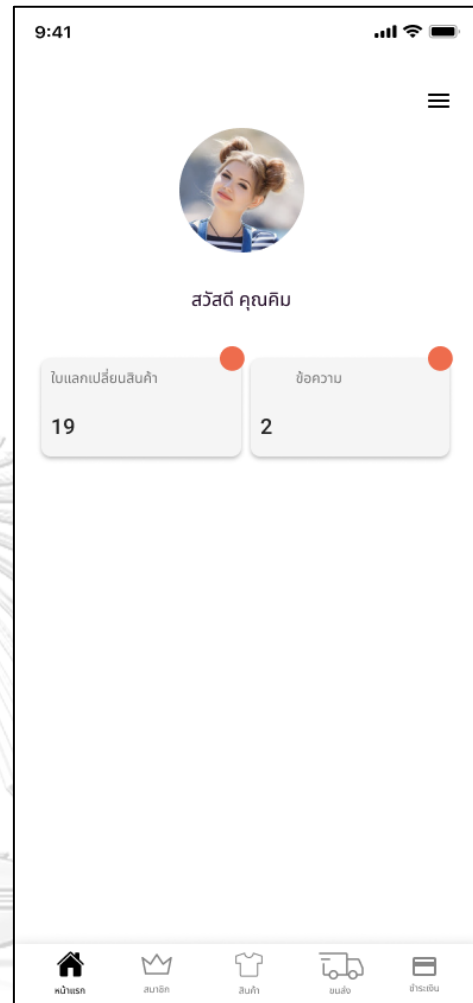 9:41
สวัสดี คุณคิม
ใบแลกเปลี่ยนสินค้า
19
ข้อความ
2
หน้าแรก
สมาชิก
สินค้า
ขนส่ง
ชำระเงิน